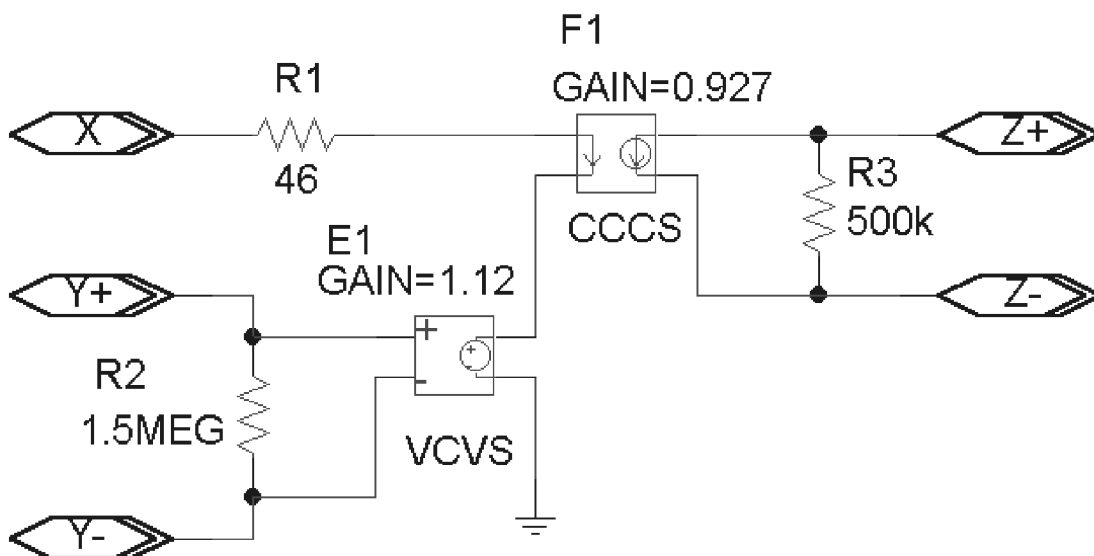 F1
GAIN=0.927
R1
X
46
Z+
R3
500k
CCCS
Z-
E1
GAIN=1.12
Y+
+
-
R2
1.5MEG
VCVS
Y-